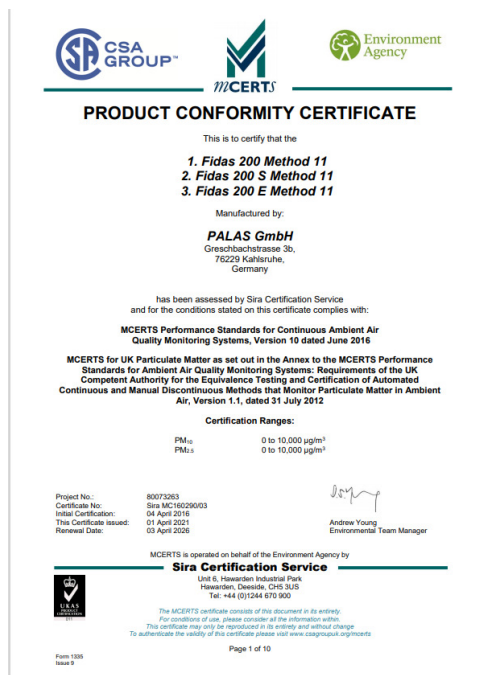 CSA
GROUP™
mCERTS
Environment
Agency
PRODUCT CONFORMITY CERTIFICATE
This is to certify that the
1. Fidas 200 Method 11
2. Fidas 200 S Method 11
3. Fidas 200 E Method 11
Manufactured by:
PALAS GmbH
Greschbachstrasse 3b,
76229 Kahlsruhe,
Germany
has been assessed by Sira Certification Service
and for the conditions stated on this certificate complies with:
MCERTS Performance Standards for Continuous Ambient Air
Quality Monitoring Systems, Version 10 dated June 2016
MCERTS for UK Particulate Matter as set out in the Annex to the MCERTS Performance
Standards for Ambient Air Quality Monitoring Systems: Requirements of the UK
Competent Authority for the Equivalence Testing and Certification of Automated
Continuous and Manual Discontinuous Methods that Monitor Particulate Matter in Ambient
Air, Version 1.1, dated 31 July 2012
Certification Ranges:
PM10 0 to 10,000 µg/m³
PM2.5 0 to 10,000 µg/m³
Project No.: 80073263
Certificate No: Sira MC160290/03
Initial Certification: 04 April 2016
This Certificate issued: 01 April 2021
Renewal Date: 03 April 2026
Andrew Young
Environmental Team Manager
MCERTS is operated on behalf of the Environment Agency by
Sira Certification Service
Unit 6, Hawarden Industrial Park
Hawarden, Deeside, CH5 3US
Tel: +44 (0)1244 670 900
UKAS
PRODUCT
CERTIFICATION
The MCERTS certificate consists of this document in its entirety.
For conditions of use, please consider all the information within.
This certificate may only be reproduced in its entirety and without change
To authenticate the validity of this certificate please visit www.csagroupuk.org/mcerts
Page 1 of 10
Form 1335
Issue 9